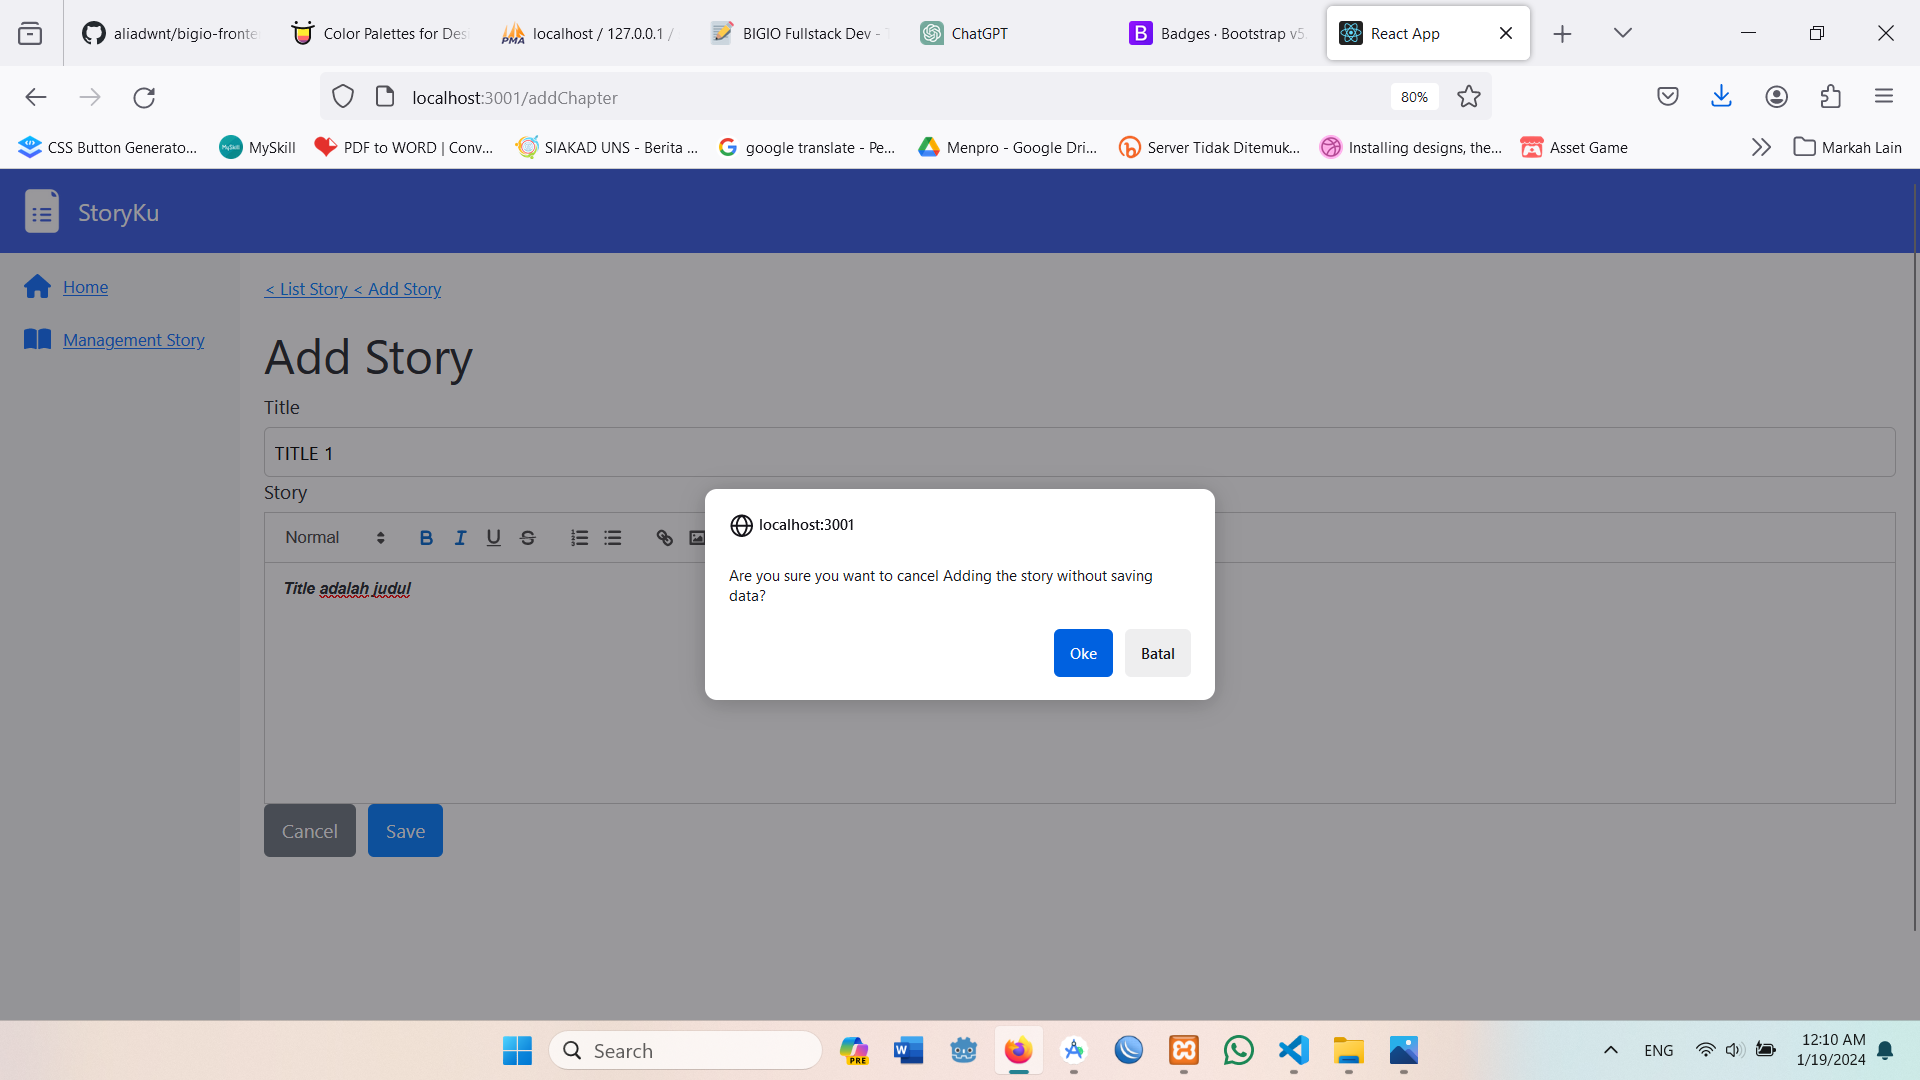 aliadwnt/bigio-fronte
Color Palettes for Des
localhost / 127.0.0.1 /
BIGIO Fullstack Dev - T
ChatGPT
Badges · Bootstrap v5.
React App
localhost:3001/addChapter
80%
CSS Button Generato...
MySkill
PDF to WORD | Conv...
SIAKAD UNS - Berita ...
google translate - Pe...
Menpro - Google Dri...
Server Tidak Ditemuk...
Installing designs, the...
Asset Game
Markah Lain
StoryKu
Home
Management Story
< List Story < Add Story
Add Story
Title
TITLE 1
Story
Normal
Title adalah judul
localhost:3001
Are you sure you want to cancel Adding the story without saving
data?
Oke
Batal
Cancel
Save
Search
PRE
ENG
12:10 AM
1/19/2024